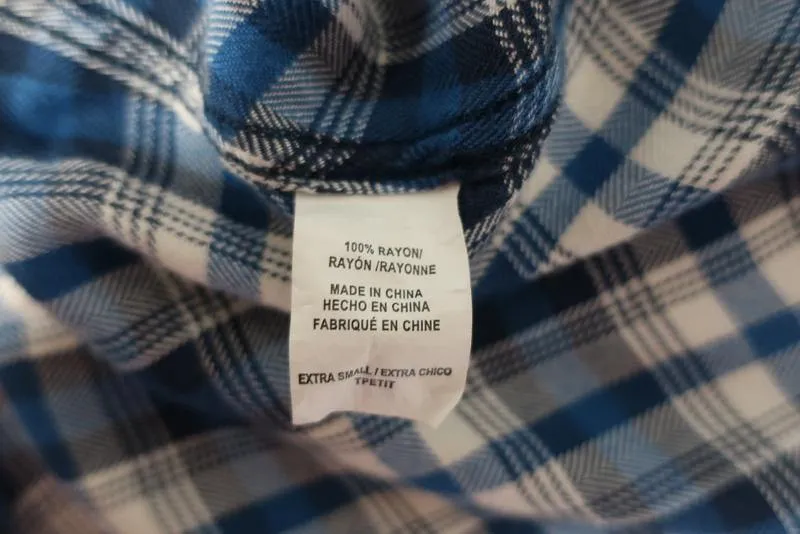 100% RAYON/
RAYÓN /RAYONNE
MADE IN CHINA
HECHO EN CHINA
FABRIQUÉ EN CHINE
EXTRA SMALL / EXTRA CHICO
TPETIT